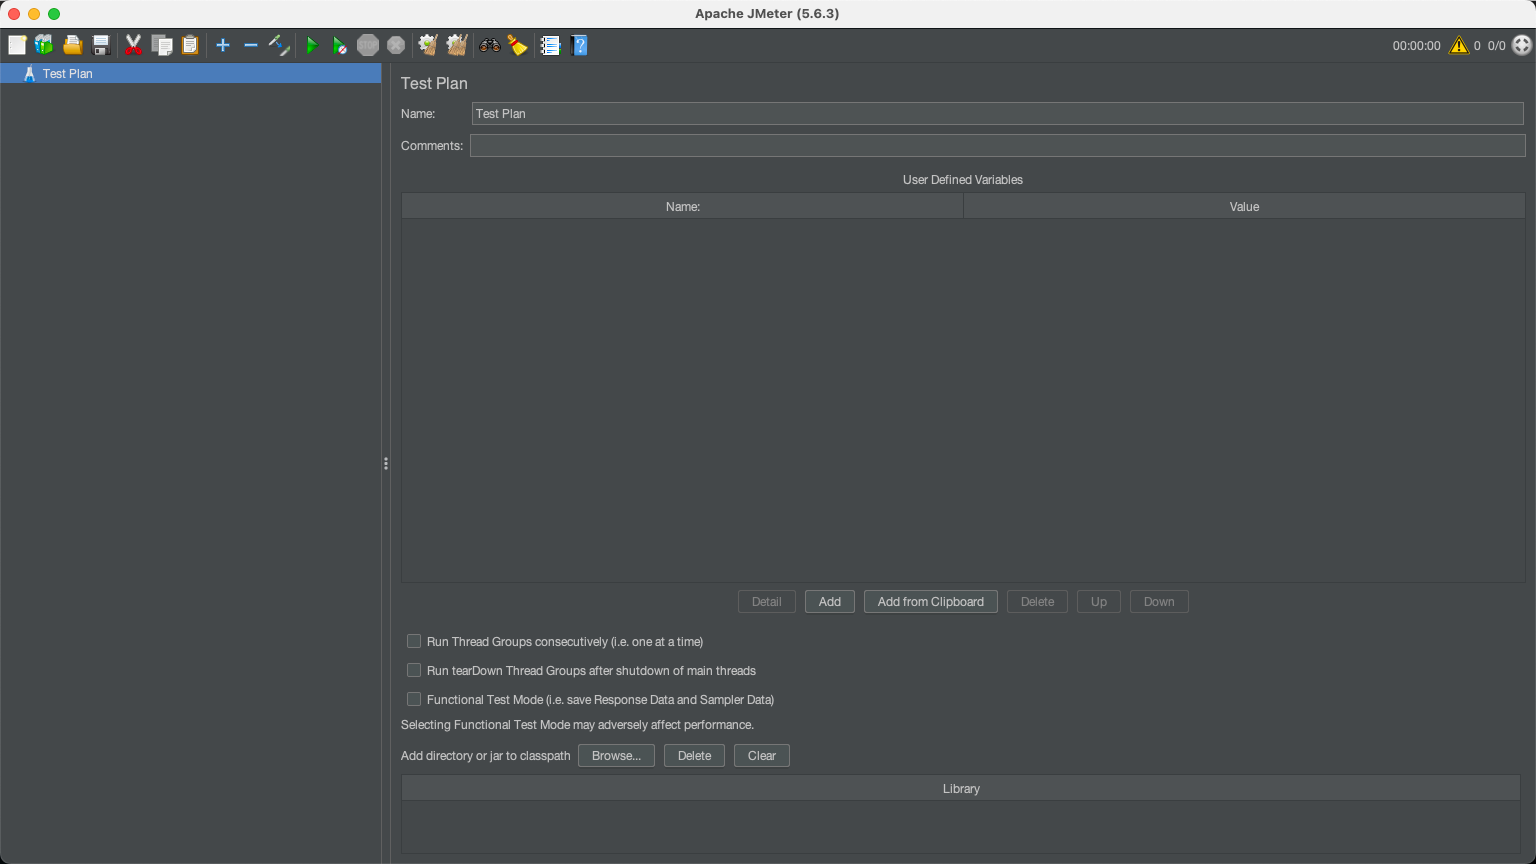 Apache JMeter (5.6.3)
STOP
00:00:00 0 0/0
Test Plan
Test Plan
Name: Test Plan
Comments:
User Defined Variables
Name: Value
Detail Add Add from Clipboard Delete Up Down
Run Thread Groups consecutively (i.e. one at a time)
Run tearDown Thread Groups after shutdown of main threads
Functional Test Mode (i.e. save Response Data and Sampler Data)
Selecting Functional Test Mode may adversely affect performance.
Add directory or jar to classpath Browse... Delete Clear
Library